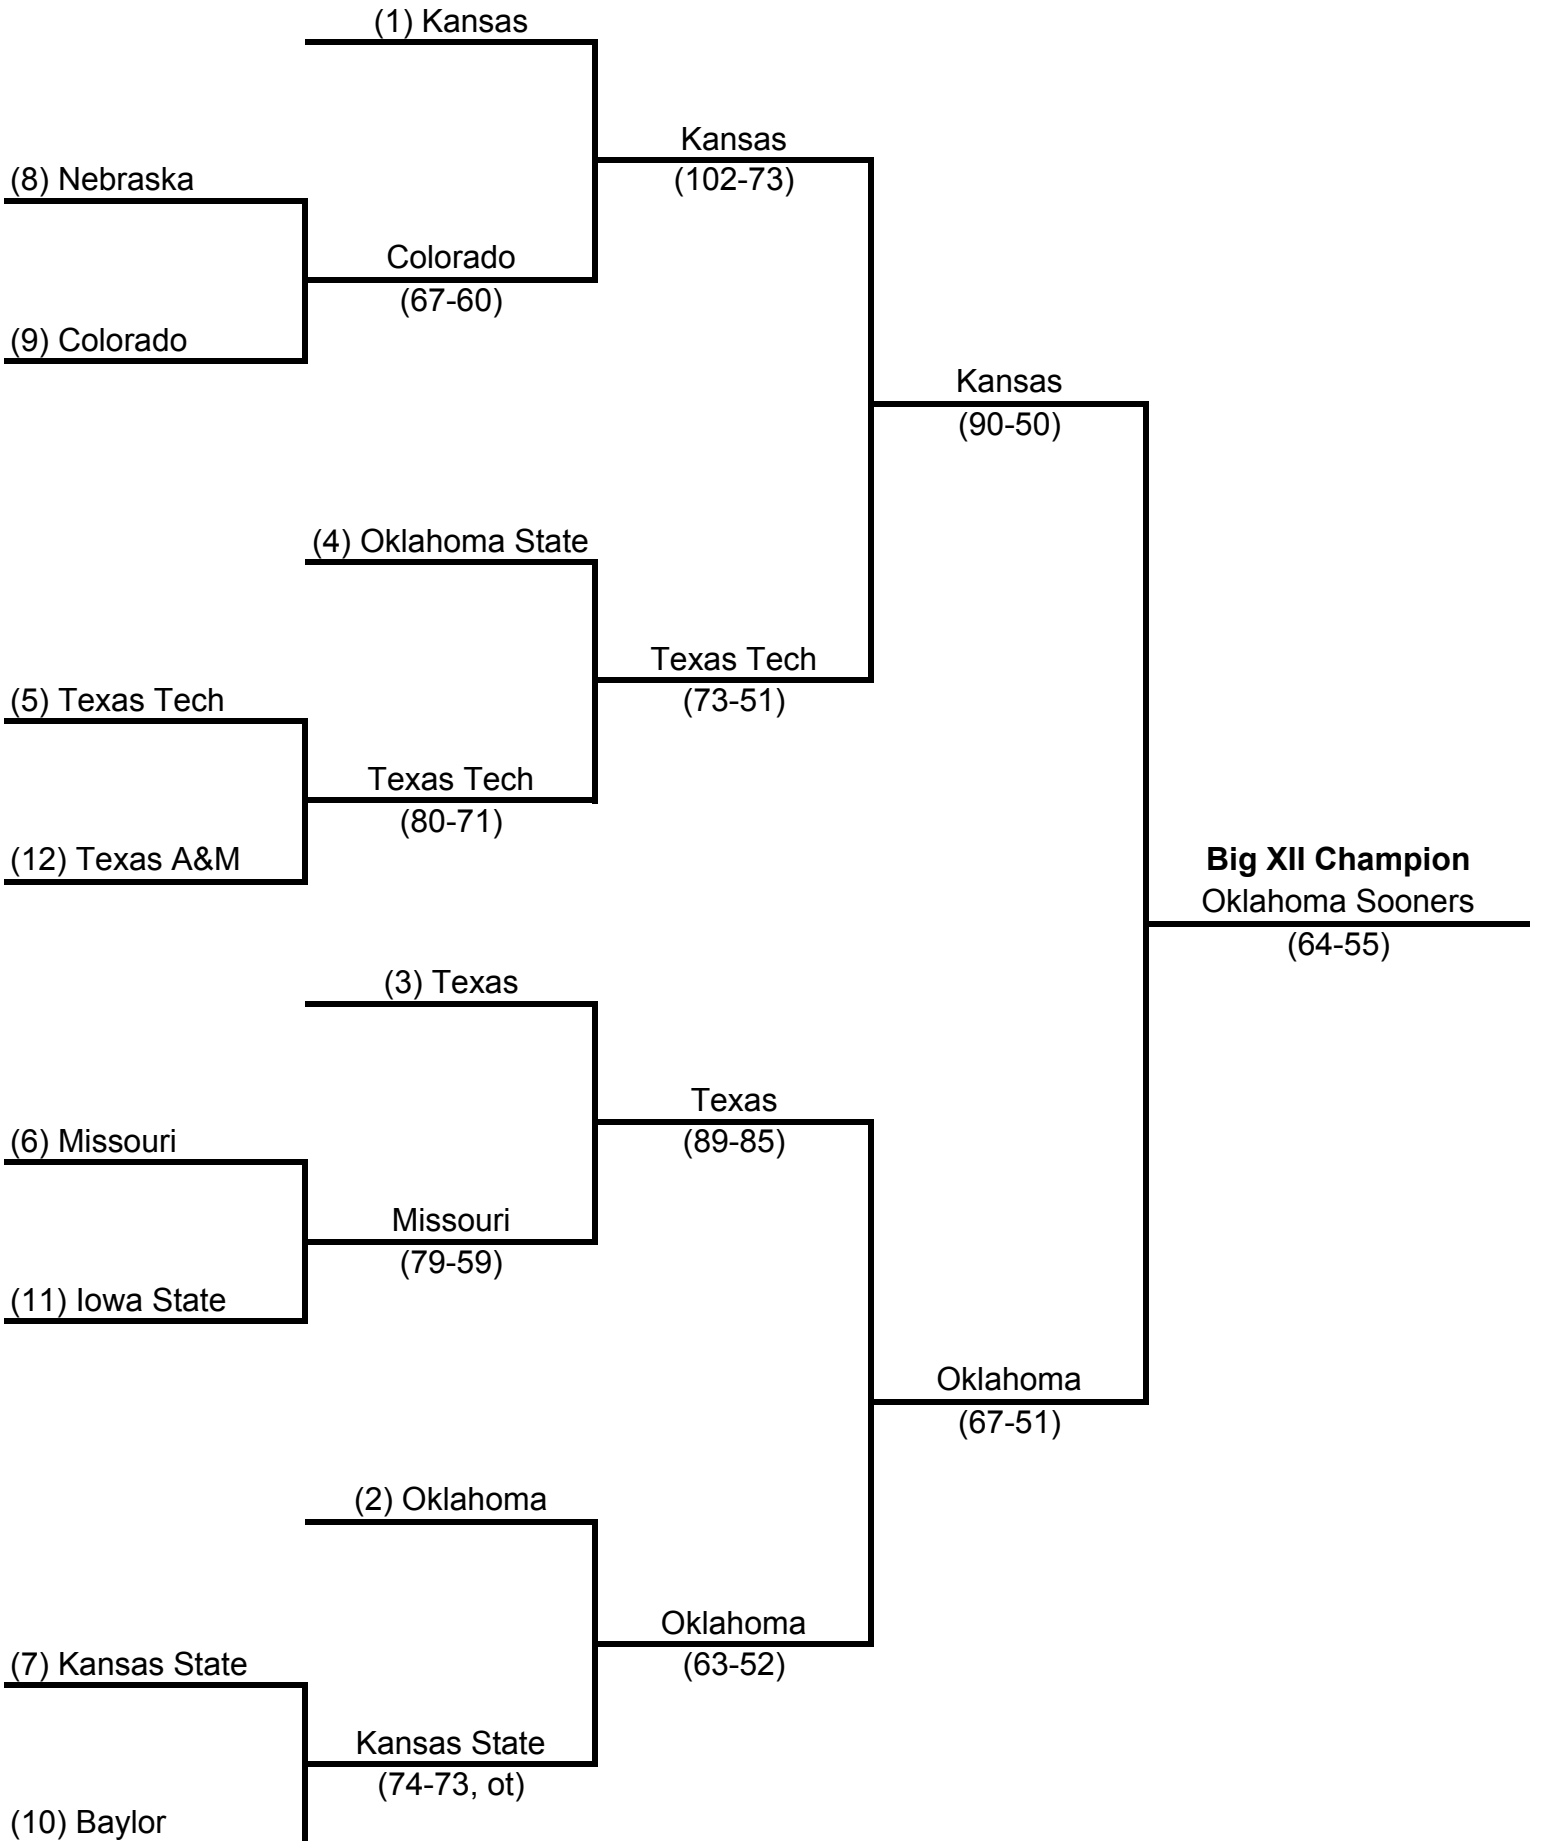 (1) Kansas
Kansas
(102-73)
(8) Nebraska
Colorado
(67-60)
(9) Colorado
Kansas
(90-50)
(4) Oklahoma State
Texas Tech
(73-51)
(5) Texas Tech
Texas Tech
(80-71)
(12) Texas A&M
Big XII Champion
Oklahoma Sooners
(64-55)
(3) Texas
Texas
(89-85)
(6) Missouri
Missouri
(79-59)
(11) Iowa State
Oklahoma
(67-51)
(2) Oklahoma
Oklahoma
(63-52)
(7) Kansas State
Kansas State
(74-73, ot)
(10) Baylor